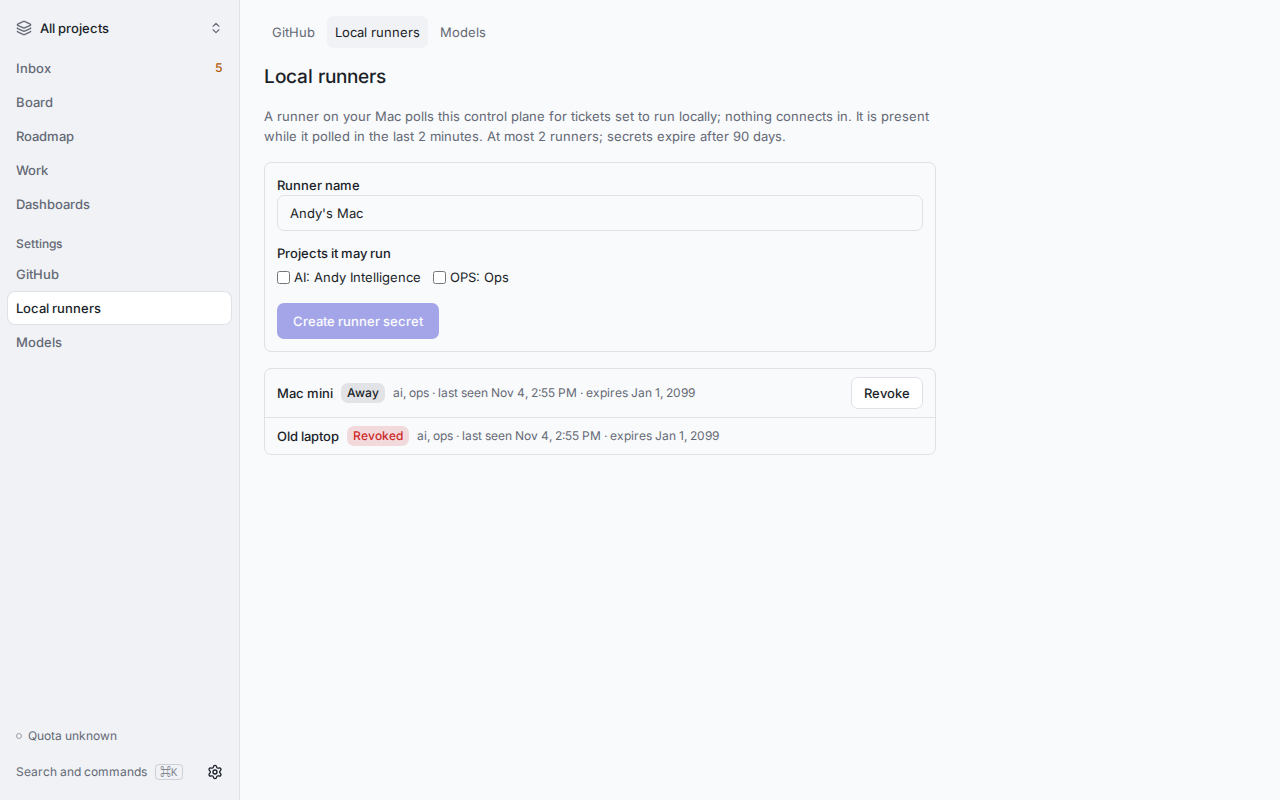 All projects
Inbox 5
Board
Roadmap
Work
Dashboards
Settings
GitHub
Local runners
Models
Quota unknown
Search and commands ⌘K
GitHub Local runners Models
Local runners
A runner on your Mac polls this control plane for tickets set to run locally; nothing connects in. It is present
while it polled in the last 2 minutes. At most 2 runners; secrets expire after 90 days.
Runner name
Andy's Mac
Projects it may run
AI: Andy Intelligence OPS: Ops
Create runner secret
Mac mini Away ai, ops · last seen Nov 4, 2:55 PM · expires Jan 1, 2099 Revoke
Old laptop Revoked ai, ops · last seen Nov 4, 2:55 PM · expires Jan 1, 2099